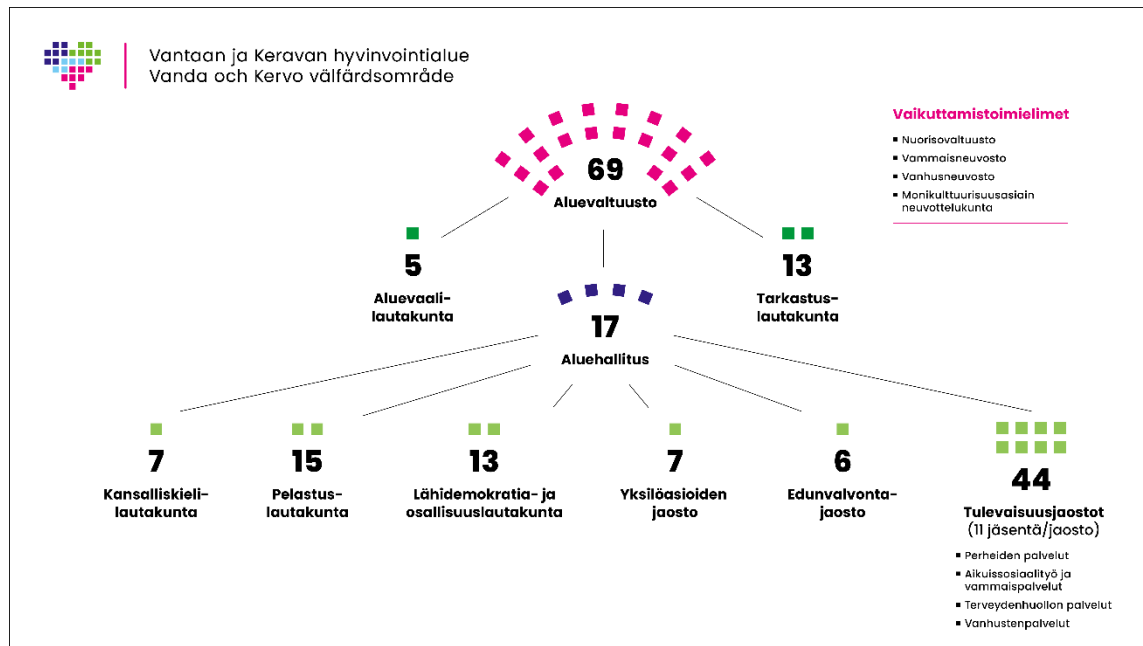 Vantaan ja Keravan hyvinvointialue
Vanda och Kervo välfärdsområde
69
Aluevaltuusto
Vaikuttamistoimielimet
▪ Nuorisovaltuusto
▪ Vammaisneuvosto
▪ Vanhusneuvosto
▪ Monikulttuurisuusasiain
neuvottelukunta
5
Aluevaali-
lautakunta
13
Tarkastus-
lautakunta
17
Aluehallitus
7
Kansalliskieli-
lautakunta
15
Pelastus-
lautakunta
13
Lähidemokratia- ja
osallisuuslautakunta
7
Yksilöasioiden
jaosto
6
Edunvalvonta-
jaosto
44
Tulevaisuusjaostot
(11 jäsentä/jaosto)
▪ Perheiden palvelut
▪ Aikuissosiaalityö ja
vammaispalvelut
▪ Terveydenhuollon palvelut
▪ Vanhustenpalvelut